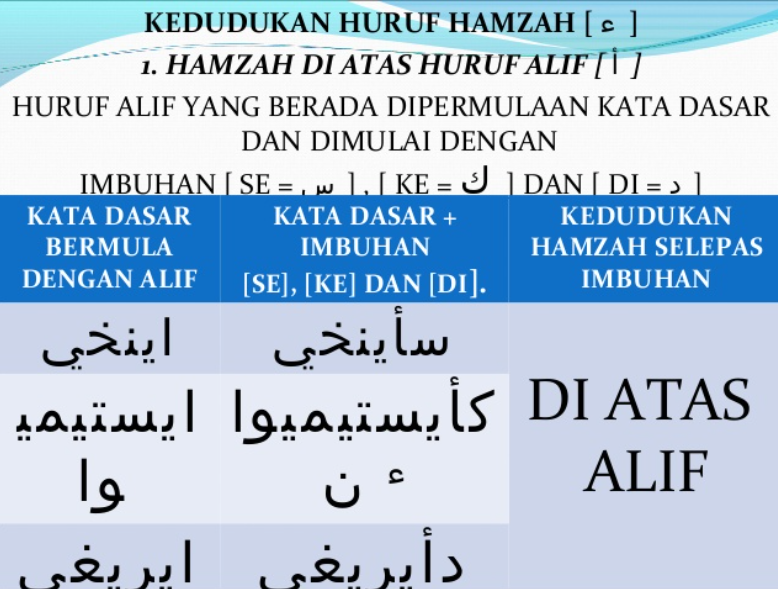 KEDUDUKAN HURUF HAMZAH [ ء ]
1. HAMZAH DI ATAS HURUF ALIF [ أ ]
HURUF ALIF YANG BERADA DIPERMULAAN KATA DASAR
DAN DIMULAI DENGAN
IMBUHAN [ SE = س ] , [ KE = ك ] DAN [ DI = د ]
KATA DASAR
BERMULA
DENGAN ALIF
KATA DASAR +
IMBUHAN
[SE], [KE] DAN [DI].
KEDUDUKAN
HAMZAH SELEPAS
IMBUHAN
اينخي
سأينخي
DI ATAS
ALIF
ايستيمي
وا
كأيستيميوا
ء ن
ايريغي
دأيريغي